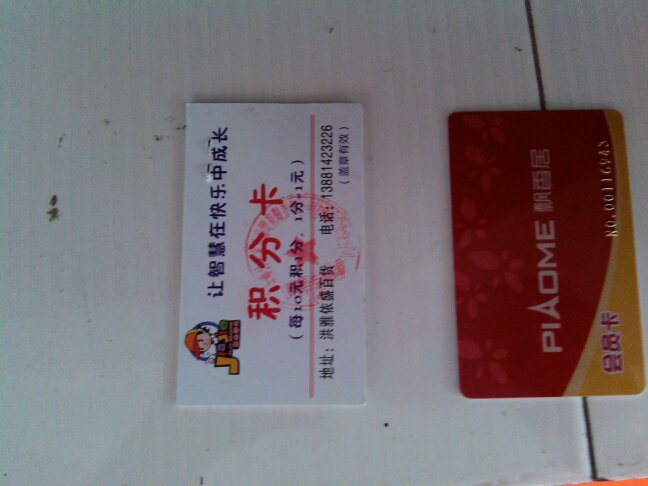 让智慧在快乐中成长
积分卡
(每10元积1分，1分=1元)
地址：洪雅依盛百货 电话：13881423226
(盖章有效)
PIAOME 飘香居
NO.00116943
会员卡